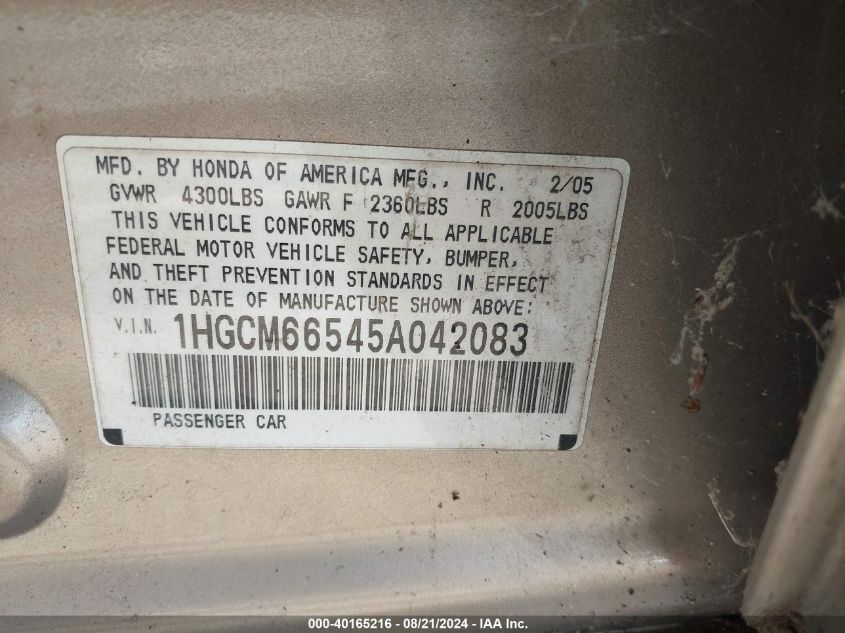 MFD. BY HONDA OF AMERICA MFG., INC. 2/05
GVWR 4300LBS GAWR F 2360LBS R 2005LBS
THIS VEHICLE CONFORMS TO ALL APPLICABLE
FEDERAL MOTOR VEHICLE SAFETY, BUMPER,
AND THEFT PREVENTION STANDARDS IN EFFECT
ON THE DATE OF MANUFACTURE SHOWN ABOVE:
V.I.N. 1HGCM66545A042083
PASSENGER CAR
000-40165216 - 08/21/2024 - IAA Inc.